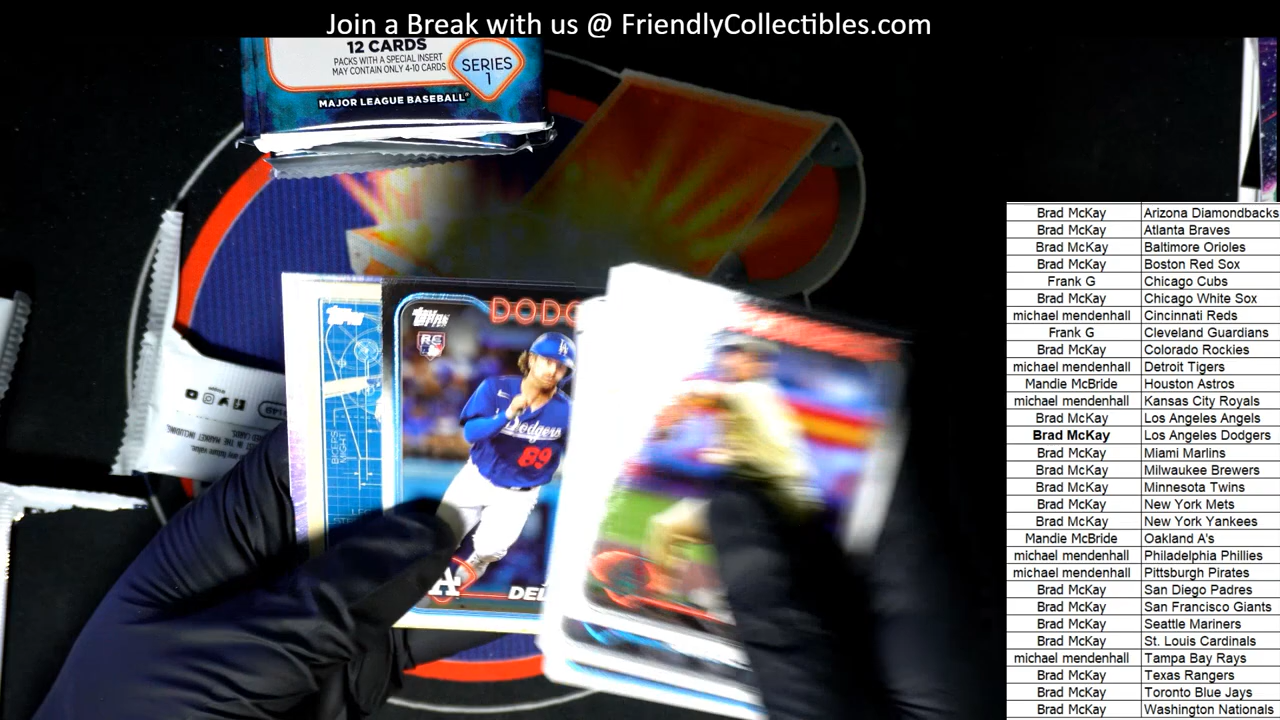 Join a Break with us @ FriendlyCollectibles.com
12 CARDS
PACKS WITH A SPECIAL INSERT
MAY CONTAIN ONLY 4-10 CARDS
SERIES
1
MAJOR LEAGUE BASEBALL
Topps
Topps
RC
DODG
BICEPS
MIGHT
Dodgers
89
LA
DEL
Brad McKay Arizona Diamondbacks
Brad McKay Atlanta Braves
Brad McKay Baltimore Orioles
Brad McKay Boston Red Sox
Frank G Chicago Cubs
Brad McKay Chicago White Sox
michael mendenhall Cincinnati Reds
Frank G Cleveland Guardians
Brad McKay Colorado Rockies
michael mendenhall Detroit Tigers
Mandie McBride Houston Astros
michael mendenhall Kansas City Royals
Brad McKay Los Angeles Angels
Brad McKay Los Angeles Dodgers
Brad McKay Miami Marlins
Brad McKay Milwaukee Brewers
Brad McKay Minnesota Twins
Brad McKay New York Mets
Brad McKay New York Yankees
Mandie McBride Oakland A's
michael mendenhall Philadelphia Phillies
michael mendenhall Pittsburgh Pirates
Brad McKay San Diego Padres
Brad McKay San Francisco Giants
Brad McKay Seattle Mariners
Brad McKay St. Louis Cardinals
michael mendenhall Tampa Bay Rays
Brad McKay Texas Rangers
Brad McKay Toronto Blue Jays
Brad McKay Washington Nationals